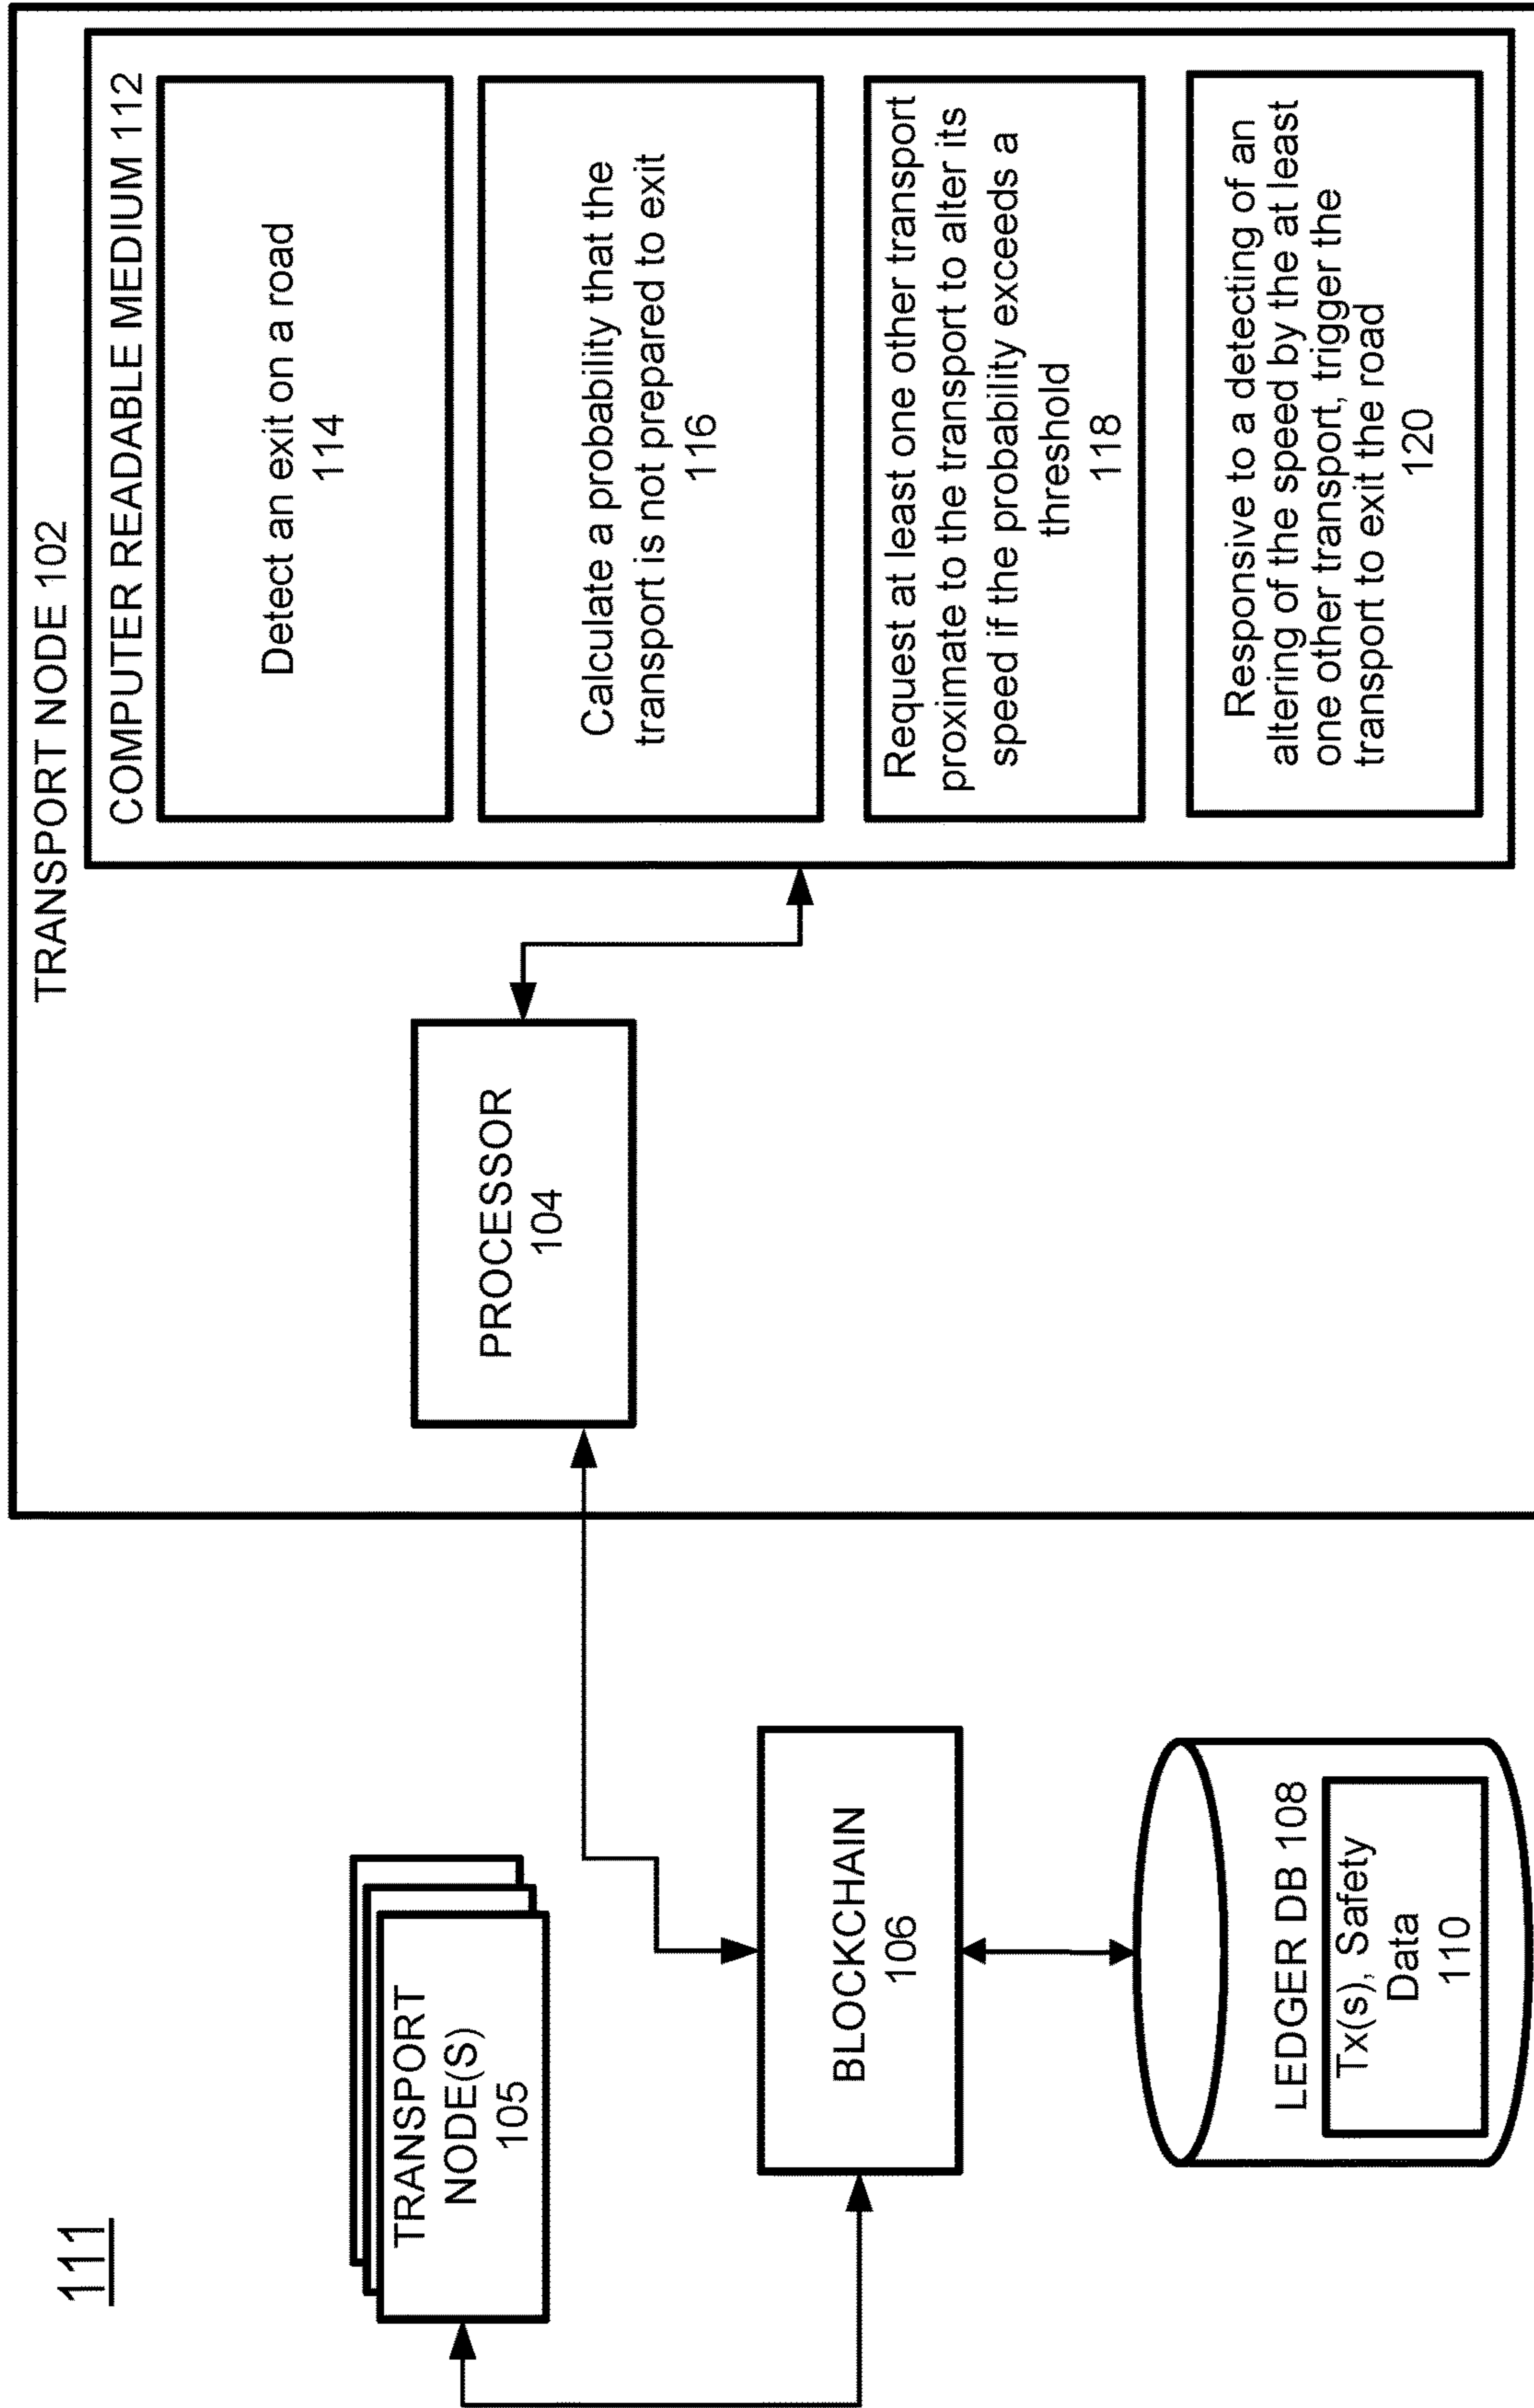 111
TRANSPORT NODE 102
COMPUTER READABLE MEDIUM 112
Detect an exit on a road
114
Calculate a probability that the
transport is not prepared to exit
116
Request at least one other transport
proximate to the transport to alter its
speed if the probability exceeds a
threshold
118
Responsive to a detecting of an
altering of the speed by the at least
one other transport, trigger the
transport to exit the road
120
PROCESSOR
104
TRANSPORT
NODE(S)
105
BLOCKCHAIN
106
LEDGER DB 108
Tx(s), Safety
Data
110